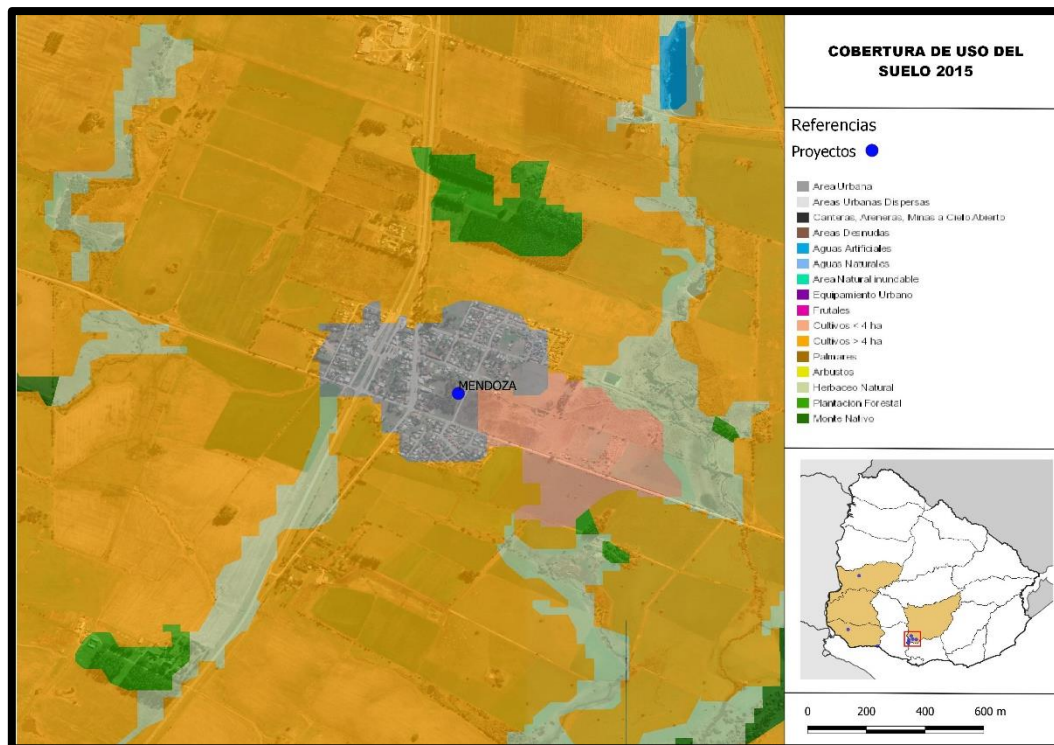 COBERTURA DE USO DEL
SUELO 2015
Referencias
Proyectos
Area Urbana
Areas Urbanas Dispersas
Canteras, Areneras, Minas a Cielo Abierto
Areas Desnudas
Aguas Artificiales
Aguas Naturales
Area Natural inundable
Equipamiento Urbano
Frutales
Cultivos < 4 ha
Cultivos > 4 ha
Palmares
Arbustos
Herbaceo Natural
Plantacion Forestal
Monte Nativo
MENDOZA
0 200 400 600 m